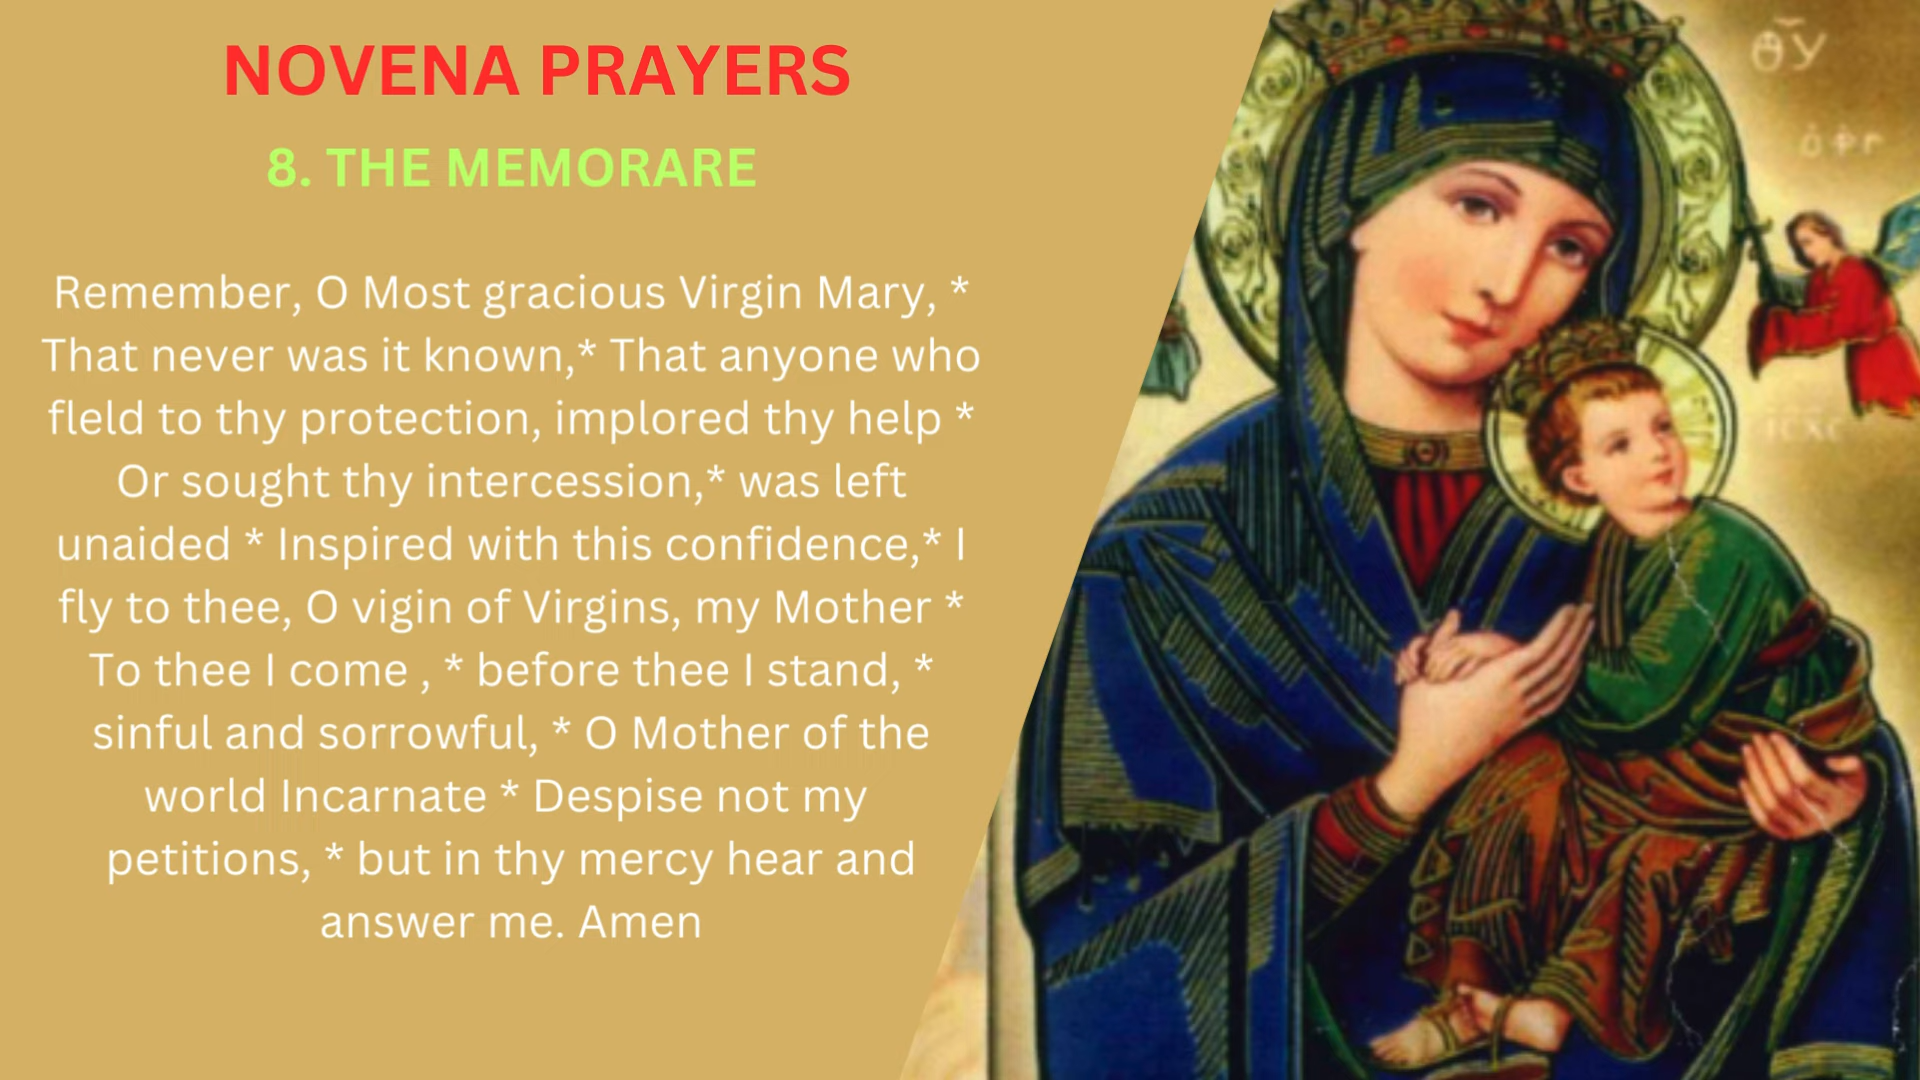 NOVENA PRAYERS
8. THE MEMORARE
Remember, O Most gracious Virgin Mary, *
That never was it known,* That anyone who
fleld to thy protection, implored thy help *
Or sought thy intercession,* was left
unaided * Inspired with this confidence,* I
fly to thee, O vigin of Virgins, my Mother *
To thee I come , * before thee I stand, *
sinful and sorrowful, * O Mother of the
world Incarnate * Despise not my
petitions, * but in thy mercy hear and
answer me. Amen